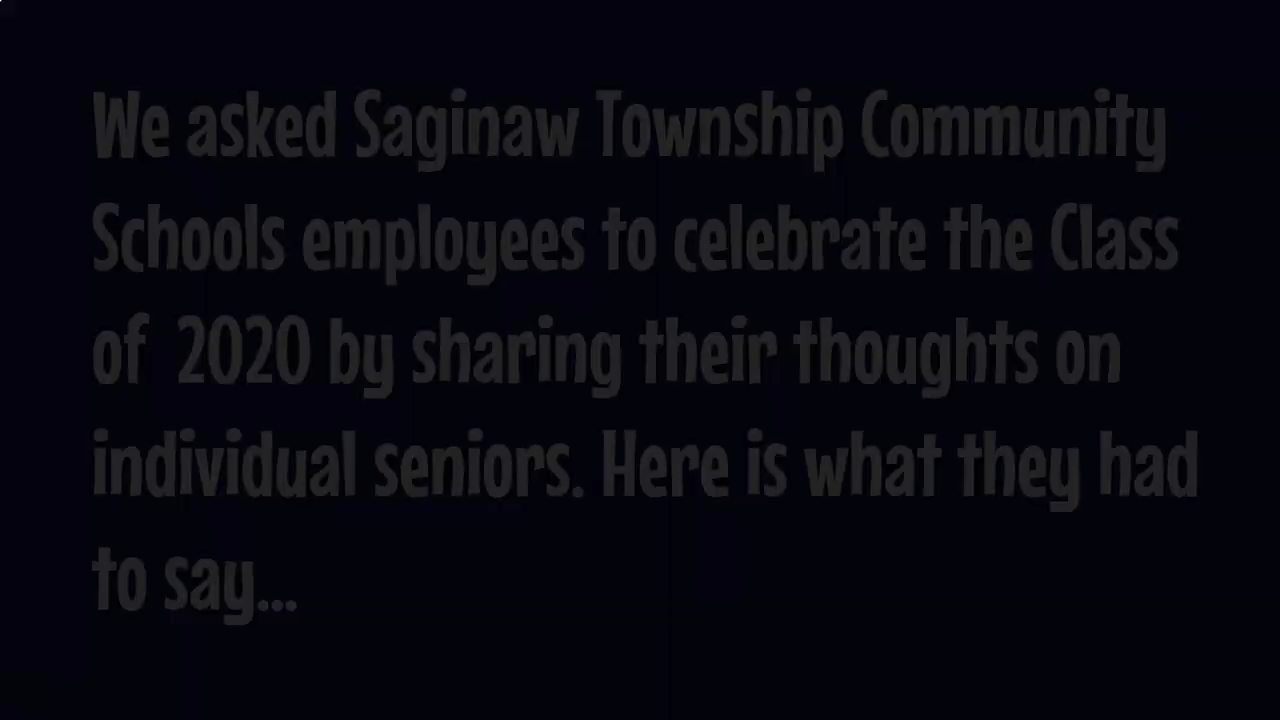 We asked Saginaw Township Community
Schools employees to celebrate the Class
of 2020 by sharing their thoughts on
individual seniors. Here is what they had
to say...